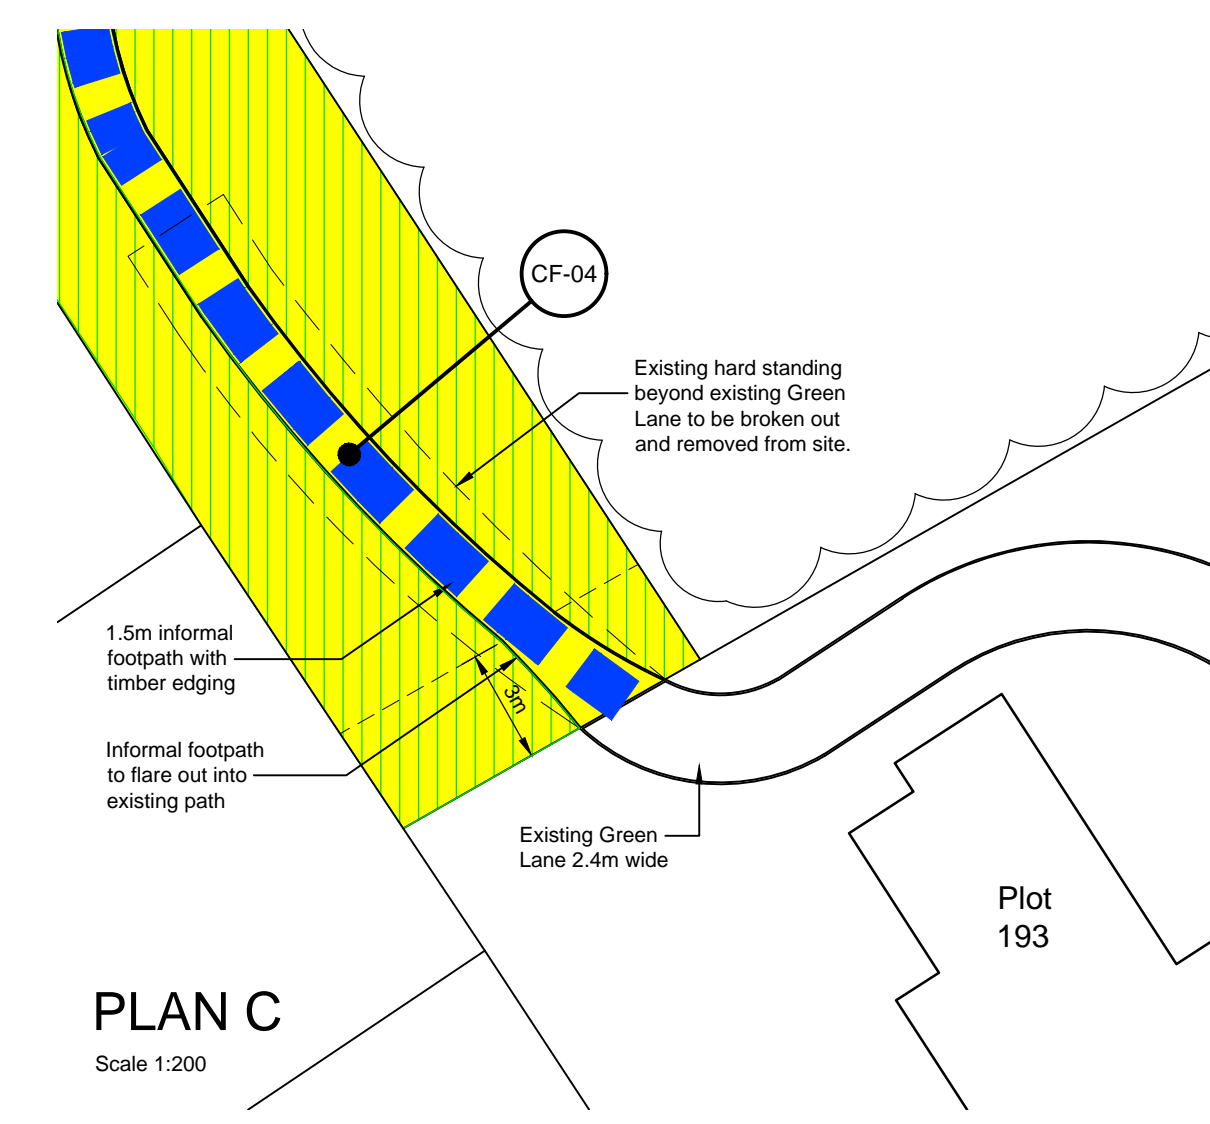 CF-04
Existing hard standing
beyond existing Green
Lane to be broken out
and removed from site.
1.5m informal
footpath with
timber edging
3m
Informal footpath
to flare out into
existing path
Existing Green
Lane 2.4m wide
Plot
193
PLAN C
Scale 1:200